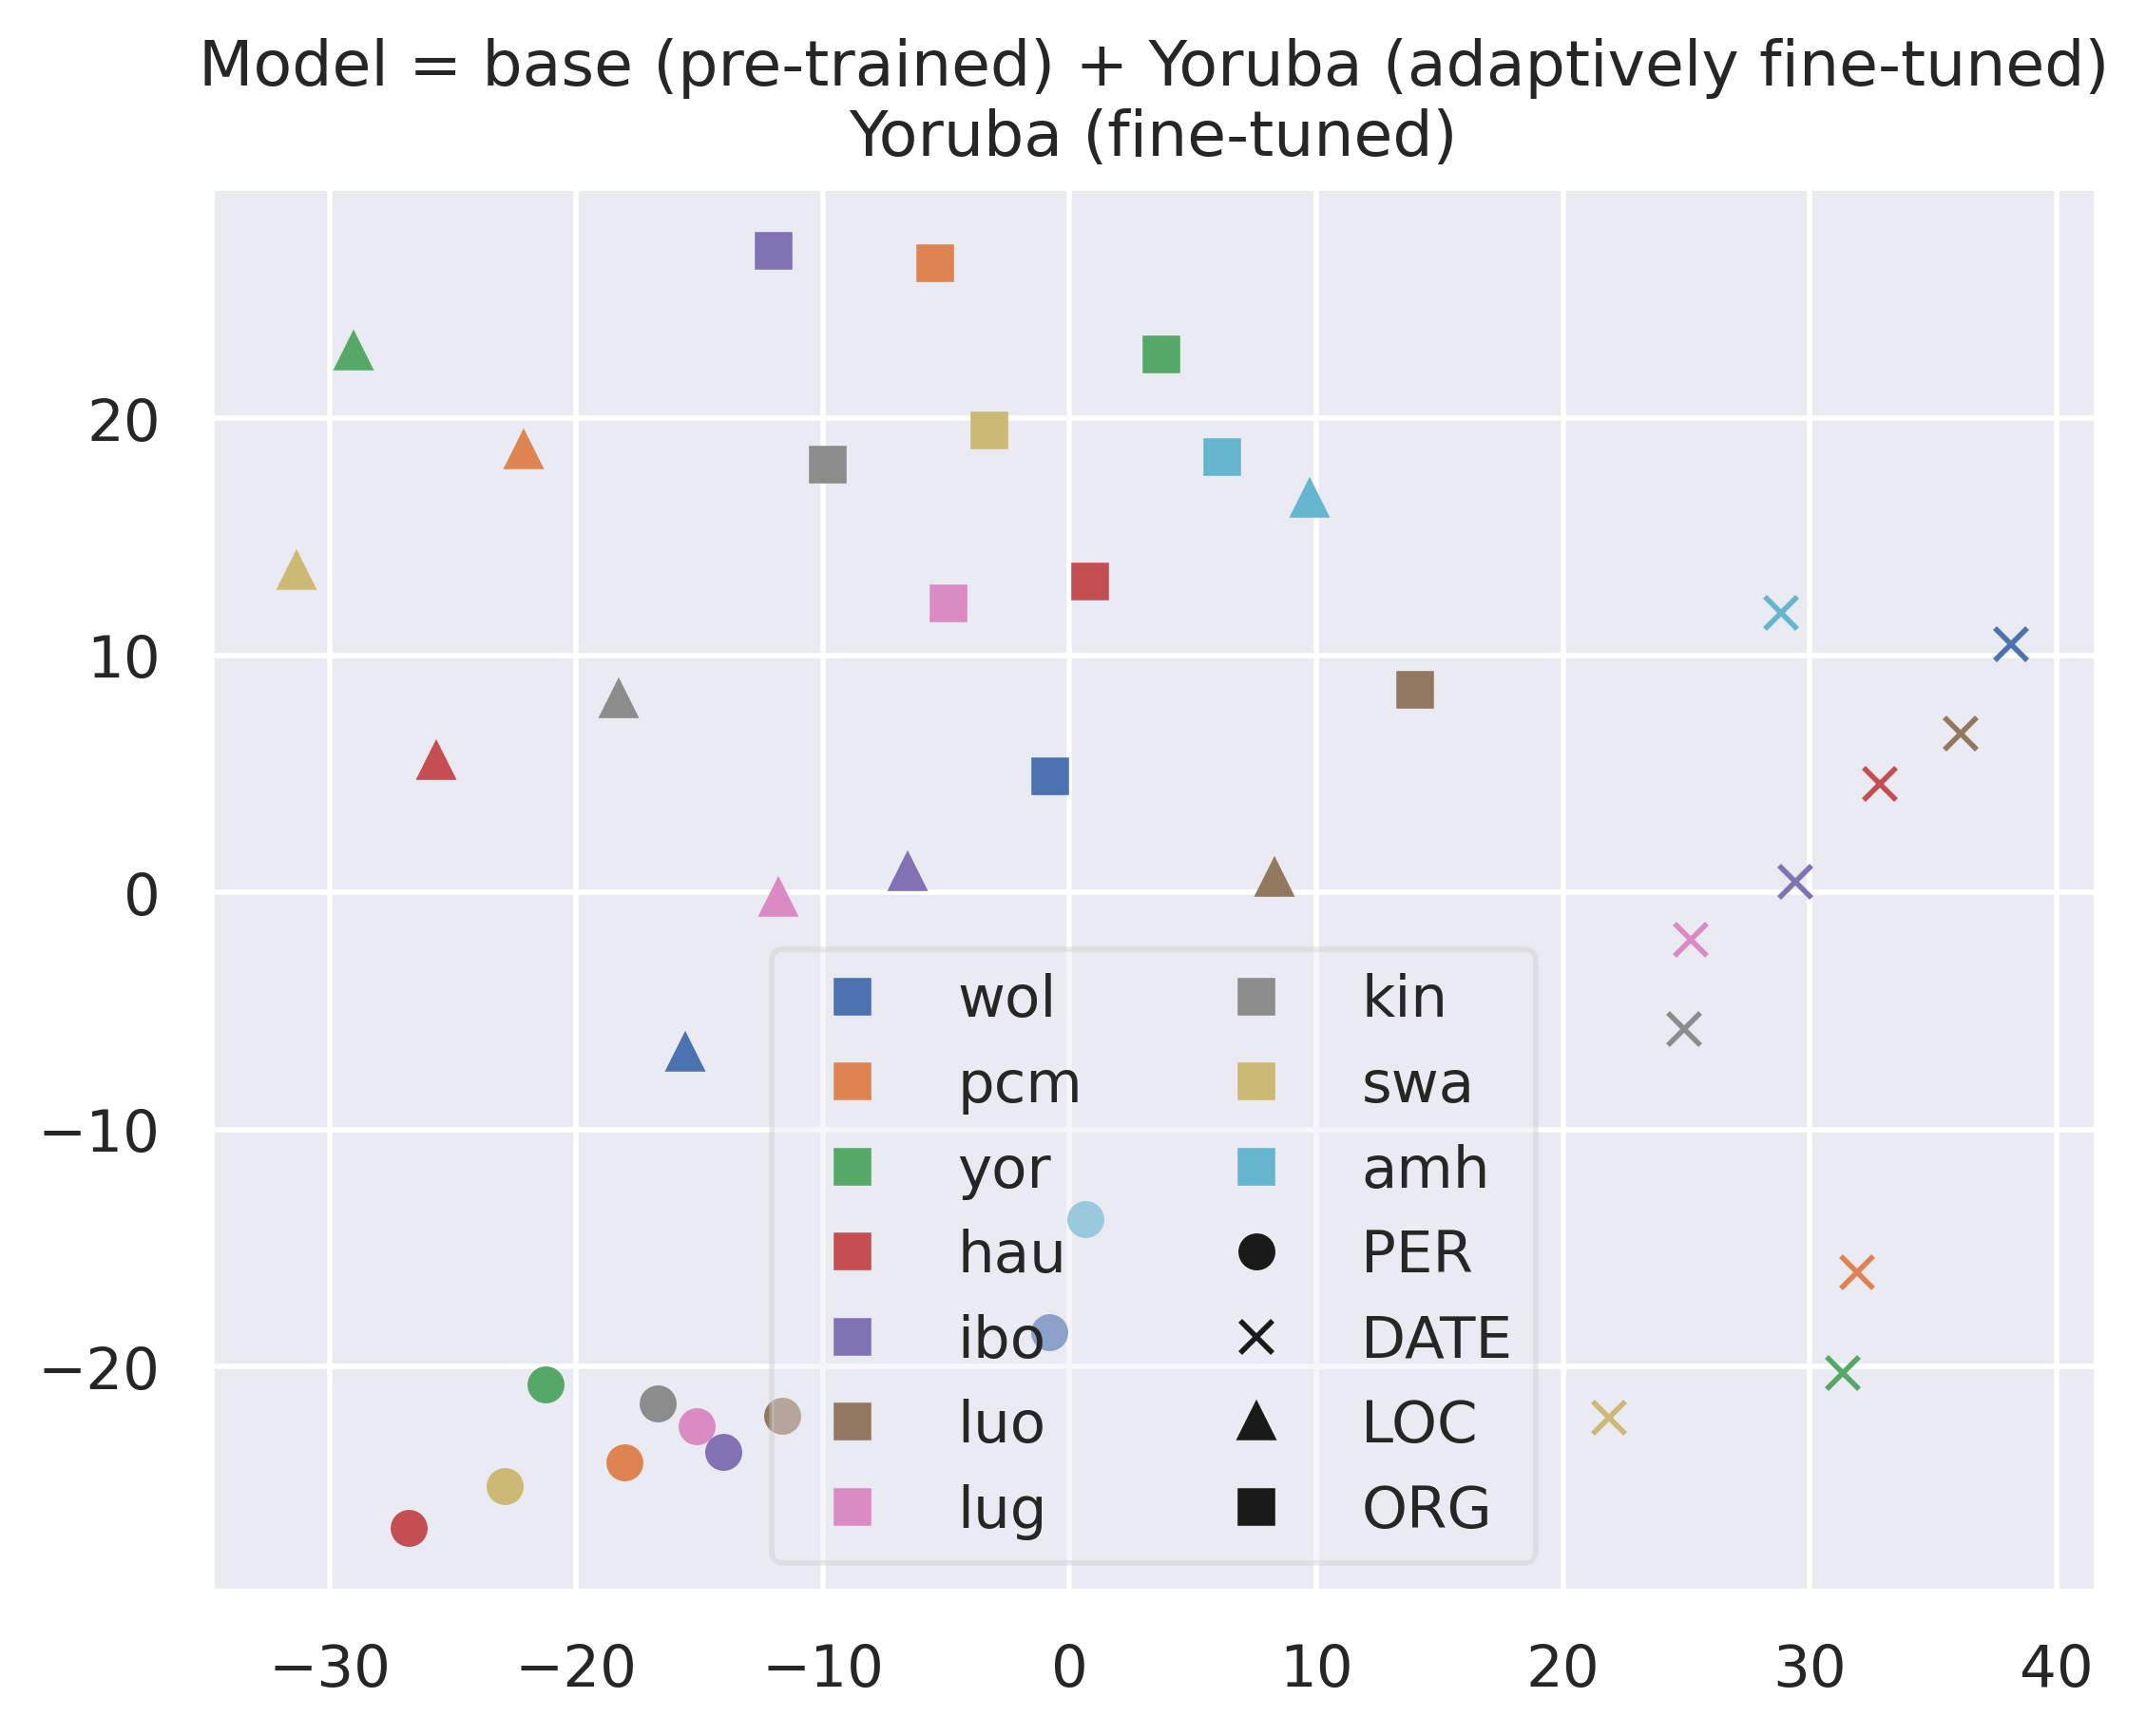 Model = base (pre-trained) + Yoruba (adaptively fine-tuned)
Yoruba (fine-tuned)
20
10
0
−10
−20
wol
pcm
yor
hau
ibo
luo
lug
kin
swa
amh
PER
DATE
LOC
ORG
−30 −20 −10 0 10 20 30 40